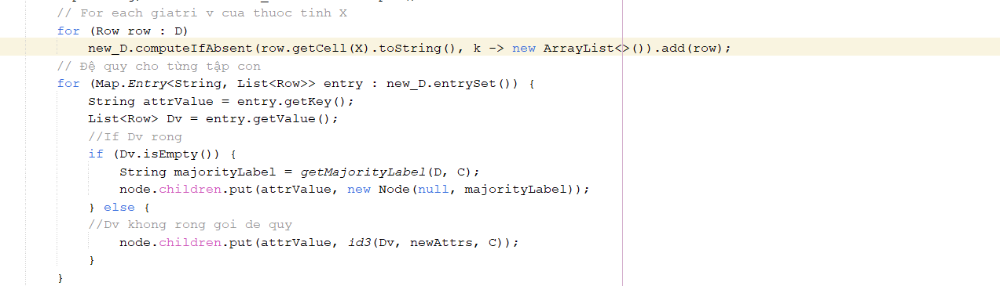 // For each giatri v cua thuoc tinh X
for (Row row : D)
new_D.computeIfAbsent(row.getCell(X).toString(), k -> new ArrayList<>()).add(row);
// Đệ quy cho từng tập con
for (Map.Entry<String, List<Row>> entry : new_D.entrySet()) {
String attrValue = entry.getKey();
List<Row> Dv = entry.getValue();
//If Dv rong
if (Dv.isEmpty()) {
String majorityLabel = getMajorityLabel(D, C);
node.children.put(attrValue, new Node(null, majorityLabel));
} else {
//Dv khong rong goi de quy
node.children.put(attrValue, id3(Dv, newAttrs, C));
}
}